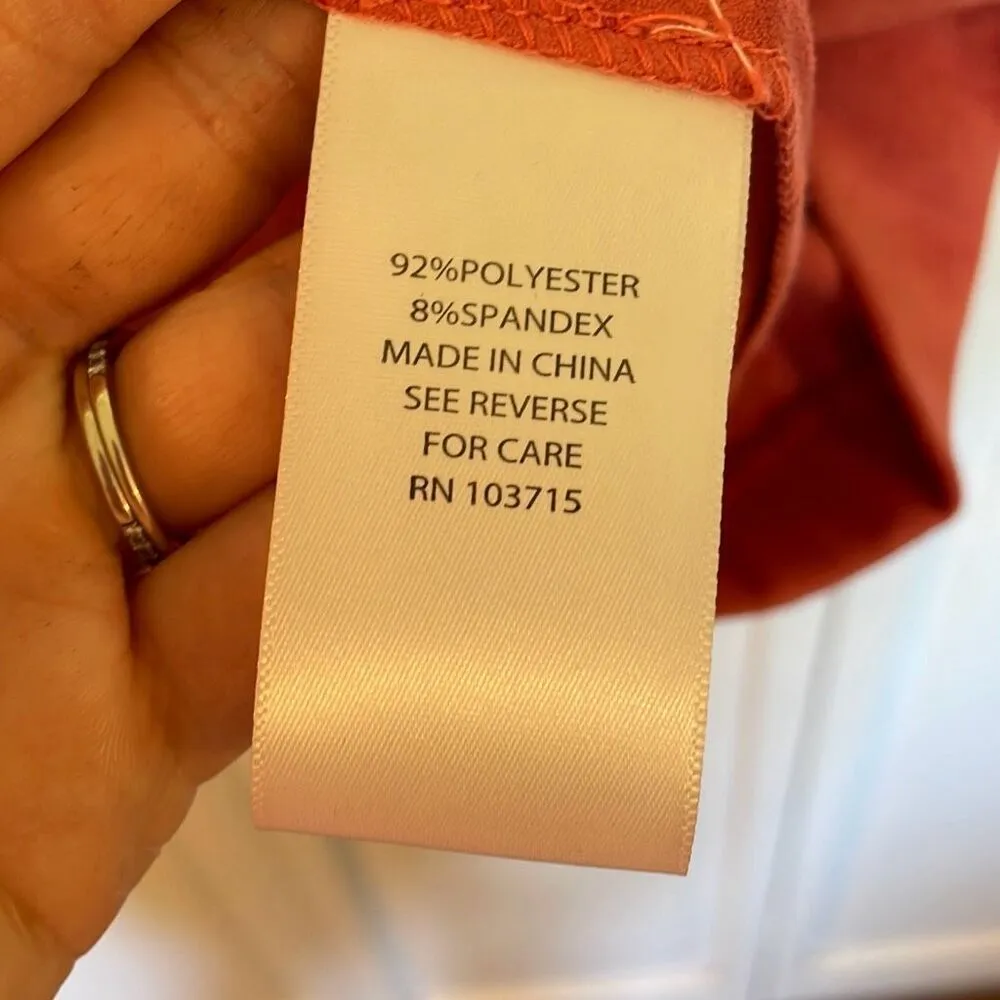 92%POLYESTER
8%SPANDEX
MADE IN CHINA
SEE REVERSE
FOR CARE
RN 103715